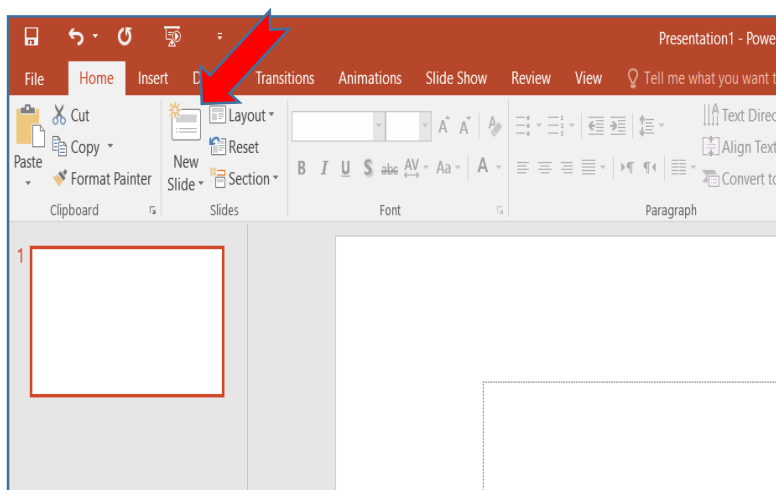 Presentation1 - Powe
File Home Insert D Transitions Animations Slide Show Review View Tell me what you want t
Cut
Copy
Format Painter
Paste
New
Slide
Layout
Reset
Section
B I U S abc AV Aa A
Text Direc
Align Text
Convert to
Clipboard Slides Font Paragraph
1